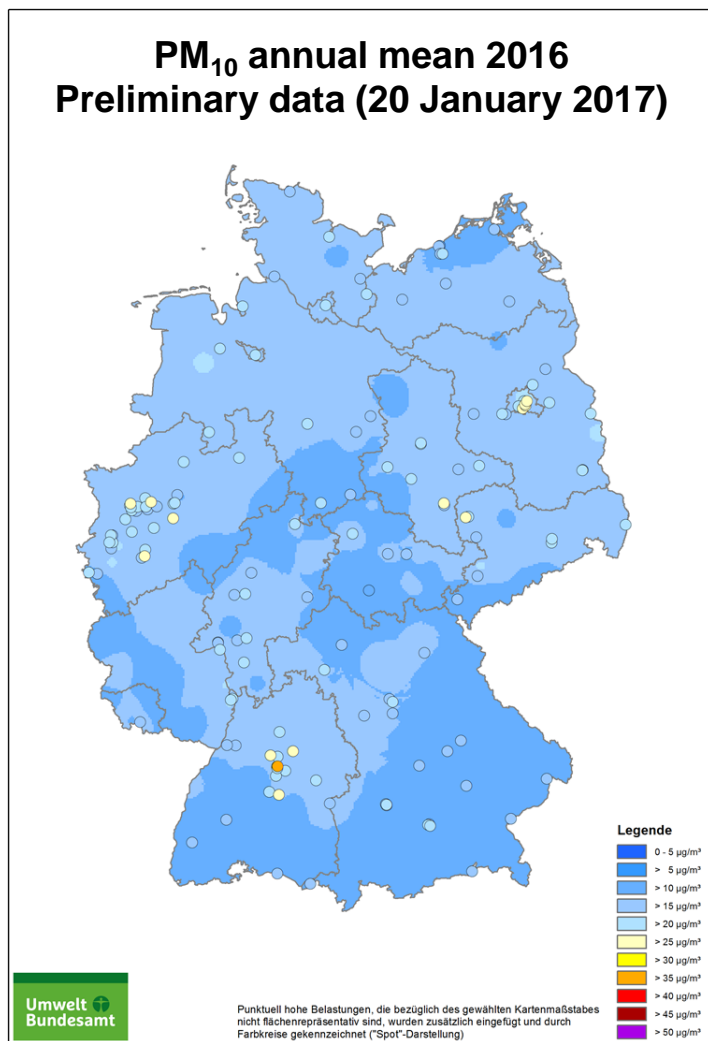 PM₁₀ annual mean 2016
Preliminary data (20 January 2017)
Legende
0 - 5 µg/m³
> 5 µg/m³
> 10 µg/m³
> 15 µg/m³
> 20 µg/m³
> 25 µg/m³
> 30 µg/m³
> 35 µg/m³
> 40 µg/m³
> 45 µg/m³
> 50 µg/m³
Umwelt
Bundesamt
Punktuell hohe Belastungen, die bezüglich des gewählten Kartenmaßstabes
nicht flächenrepräsentativ sind, wurden zusätzlich eingefügt und durch
Farbkreise gekennzeichnet ("Spot"-Darstellung)